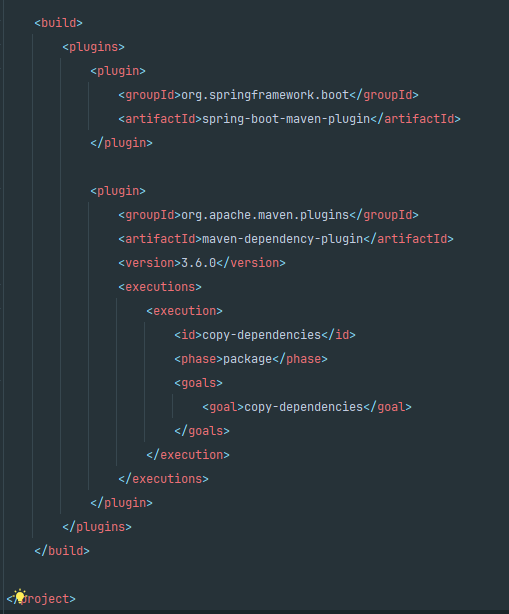 <build>
<plugins>
<plugin>
<groupId>org.springframework.boot</groupId>
<artifactId>spring-boot-maven-plugin</artifactId>
</plugin>
<plugin>
<groupId>org.apache.maven.plugins</groupId>
<artifactId>maven-dependency-plugin</artifactId>
<version>3.6.0</version>
<executions>
<execution>
<id>copy-dependencies</id>
<phase>package</phase>
<goals>
<goal>copy-dependencies</goal>
</goals>
</execution>
</executions>
</plugin>
</plugins>
</build>
</project>